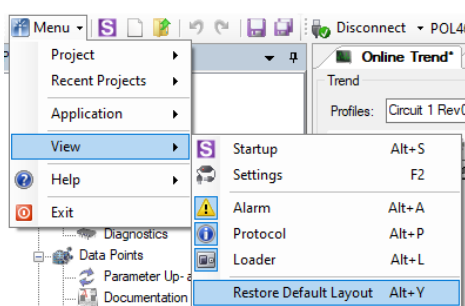 Menu
Disconnect
POL4
Project
Online Trend*
Recent Projects
Trend
Application
Profiles: Circuit 1 Rev
View
Startup Alt+S
Help
Settings F2
Exit
Alarm Alt+A
Diagnostics
Protocol Alt+P
Data Points
Loader Alt+L
Parameter Up- a
Documentation
Restore Default Layout Alt+Y